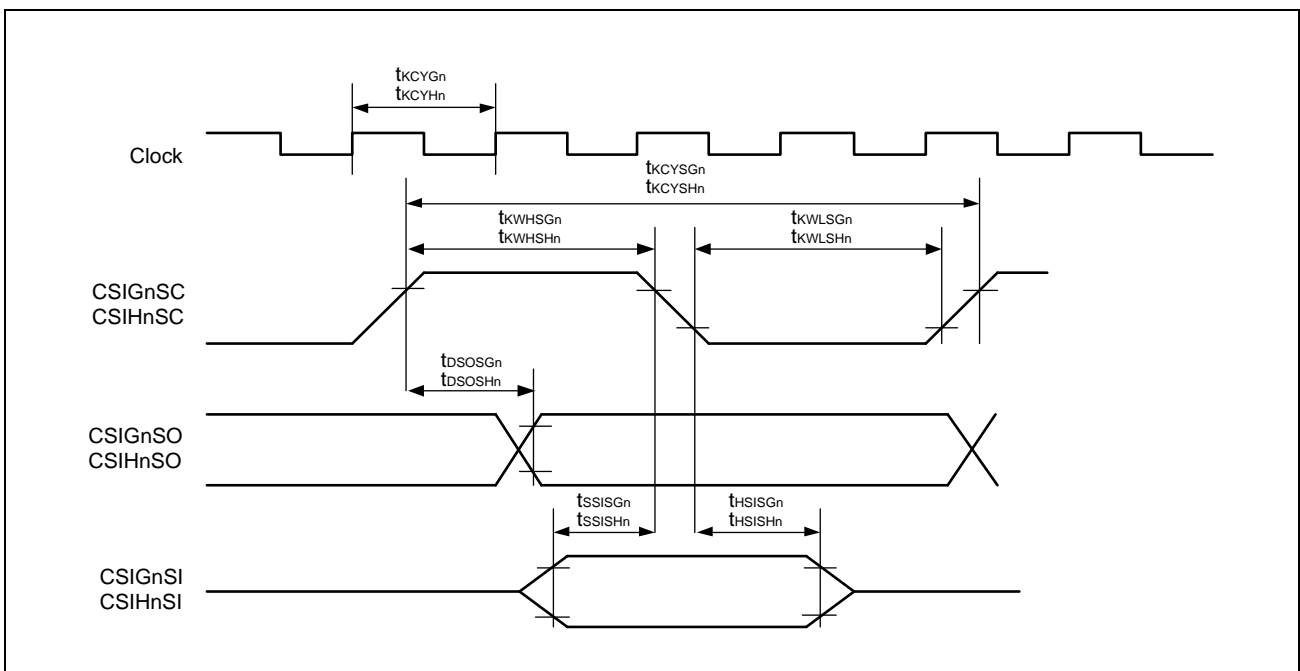 tKCYGn
tKCYHn
Clock
tKCYSGn
tKCYSHn
tKWHSGn
tKWHSHn
tKWLSGn
tKWLSHn
CSIGnSC
CSIHnSC
tDSOSGn
tDSOSHn
CSIGnSO
CSIHnSO
tSSISGn
tSSISHn
tHSISGn
tHSISHn
CSIGnSI
CSIHnSI